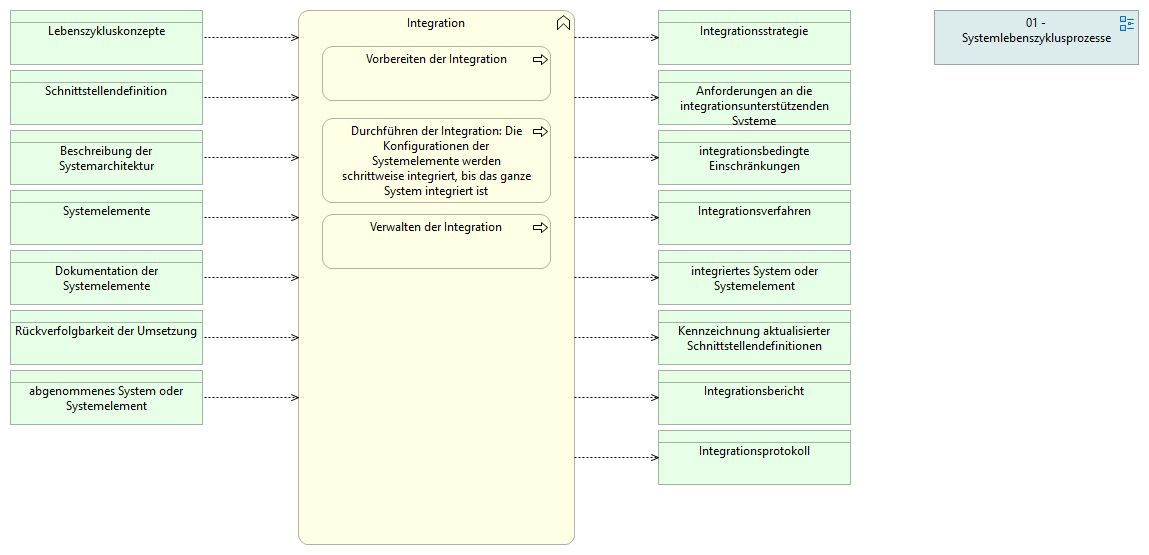 Lebenszykluskonzepte
Schnittstellendefinition
Beschreibung der
Systemarchitektur
Systemelemente
Dokumentation der
Systemelemente
Rückverfolgbarkeit der Umsetzung
abgenommenes System oder
Systemelement
Integration
Vorbereiten der Integration
Durchführen der Integration: Die
Konfigurationen der
Systemelemente werden
schrittweise integriert, bis das ganze
System integriert ist
Verwalten der Integration
Integrationsstrategie
Anforderungen an die
integrationsunterstützenden
Systeme
integrationsbedingte
Einschränkungen
Integrationsverfahren
integriertes System oder
Systemelement
Kennzeichnung aktualisierter
Schnittstellendefinitionen
Integrationsbericht
Integrationsprotokoll
01 -
Systemlebenszyklusprozesse